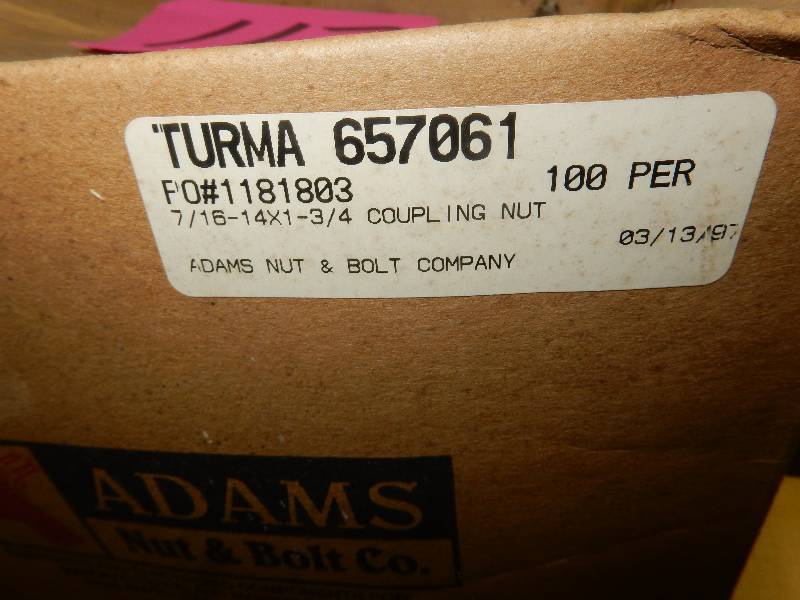 TURMA 657061
PO#1181803 100 PER
7/16-14X1-3/4 COUPLING NUT
03/13/97
ADAMS NUT & BOLT COMPANY
ADAMS
Nut & Bolt Co.